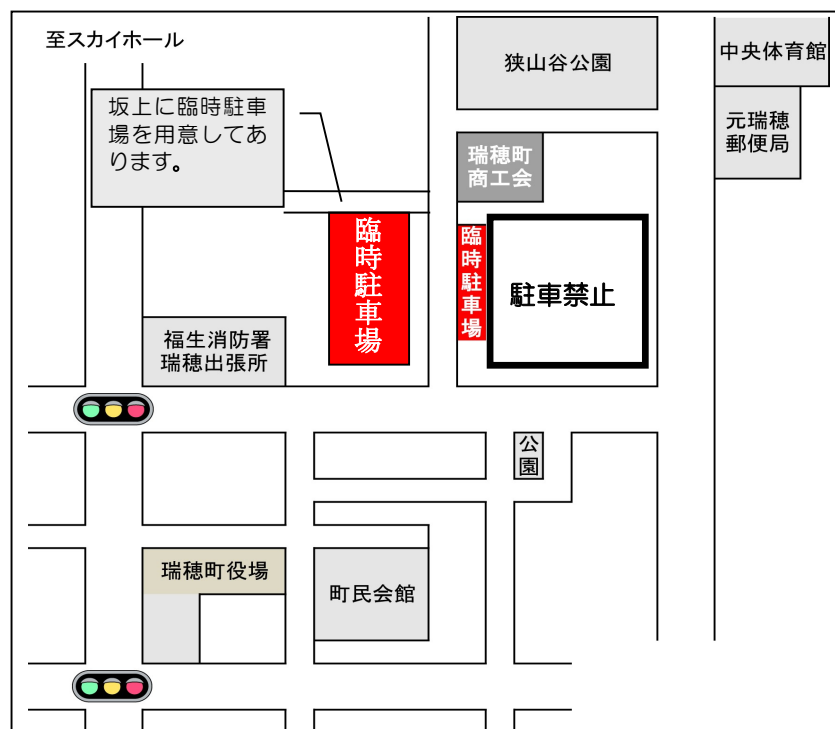 至スカイホール
狭山谷公園
中央体育館
坂上に臨時駐車
場を用意してあ
ります。
元瑞穂
郵便局
瑞穂町
商工会
臨時駐車場
臨時駐車場
駐車禁止
福生消防署
瑞穂出張所
公園
瑞穂町役場
町民会館